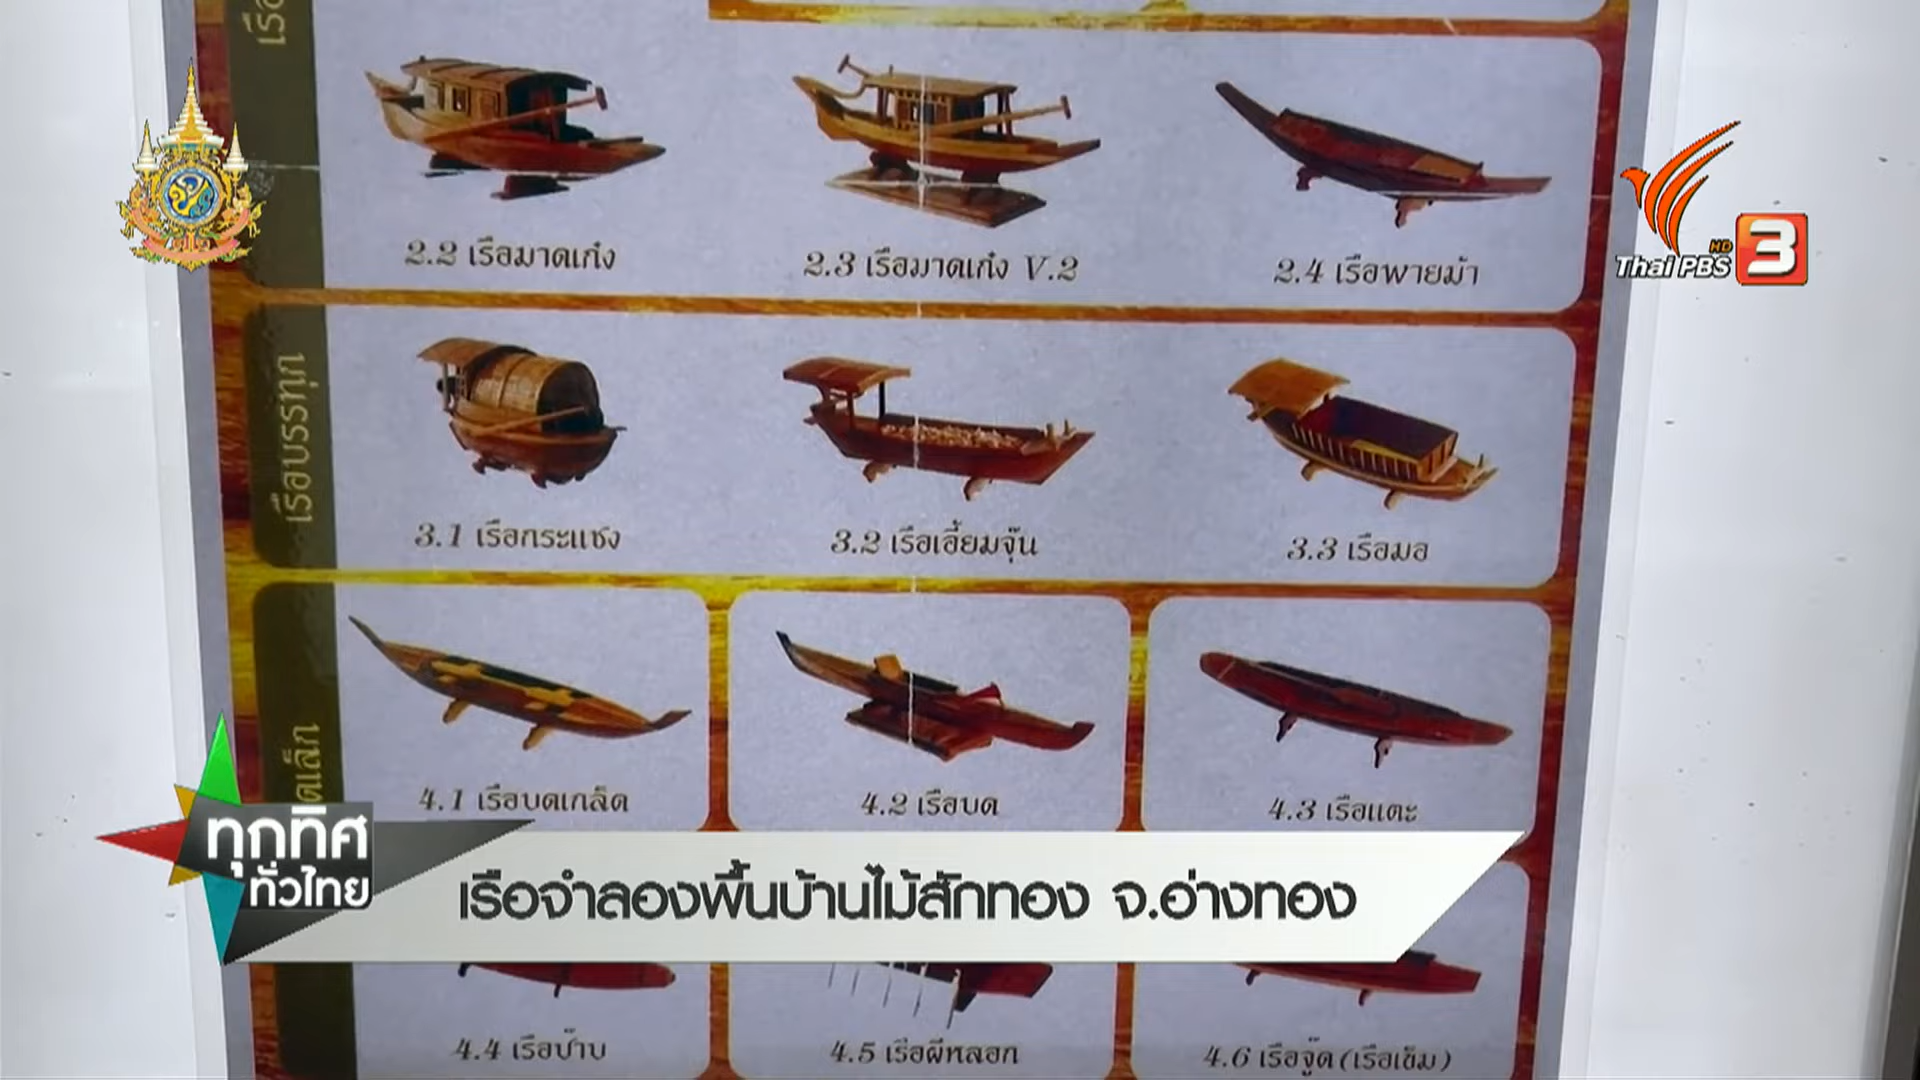 เรือ
2.2 เรือมาดเก๋ง
2.3 เรือมาดเก๋ง V.2
2.4 เรือพายม้า
HD
Thai PBS 3
เรือบรรทุก
3.1 เรือกระแชง
3.2 เรือเอี้ยมจุ๊น
3.3 เรือมอ
ดเล็ก
4.1 เรือบดเกล็ด
4.2 เรือบด
4.3 เรือแตะ
ทุกทิศ
ทั่วไทย
เรือจำลองพื้นบ้านไม้สักทอง จ.อ่างทอง
4.4 เรือป๊าบ
4.5 เรือผีหลอก
4.6 เรือจู๊ด (เรือเข็ม)